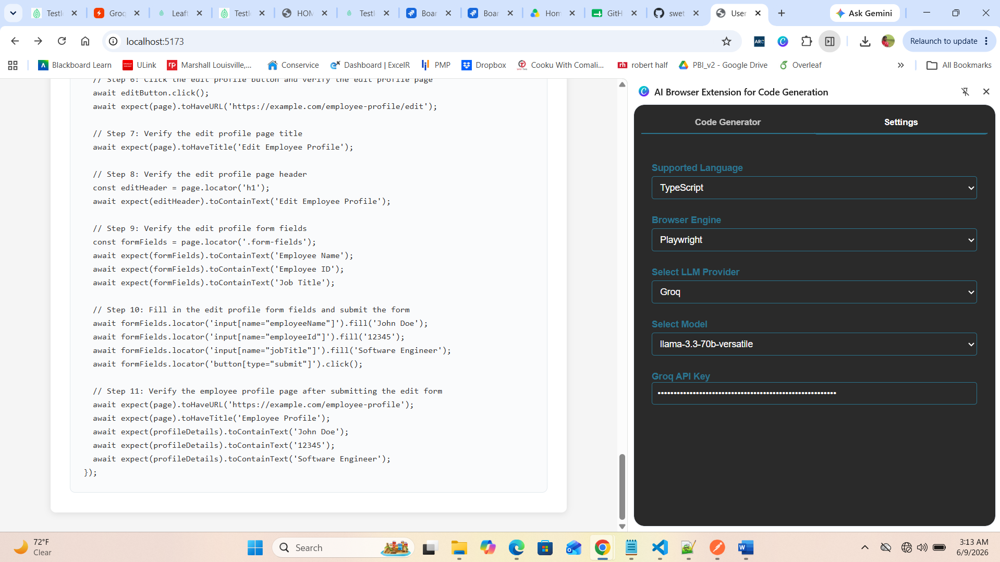 Testle
Groq
Leaft
Testle
HOM
Testle
Boar
Boar
Hom
GitH
swet
User
Ask Gemini
localhost:5173
ARC
Relaunch to update
Blackboard Learn
ULink
Marshall Louisville,...
Conservice
Dashboard | ExcelR
PMP
Dropbox
Cooku With Comali...
rh robert half
PBI_v2 - Google Drive
Overleaf
All Bookmarks
// Step 6: Click the edit profile button and verify the edit profile page
await editButton.click();
await expect(page).toHaveURL('https://example.com/employee-profile/edit');
// Step 7: Verify the edit profile page title
await expect(page).toHaveTitle('Edit Employee Profile');
// Step 8: Verify the edit profile page header
const editHeader = page.locator('h1');
await expect(editHeader).toContainText('Edit Employee Profile');
// Step 9: Verify the edit profile form fields
const formFields = page.locator('.form-fields');
await expect(formFields).toContainText('Employee Name');
await expect(formFields).toContainText('Employee ID');
await expect(formFields).toContainText('Job Title');
// Step 10: Fill in the edit profile form fields and submit the form
await formFields.locator('input[name="employeeName"]').fill('John Doe');
await formFields.locator('input[name="employeeId"]').fill('12345');
await formFields.locator('input[name="jobTitle"]').fill('Software Engineer');
await formFields.locator('button[type="submit"]').click();
// Step 11: Verify the employee profile page after submitting the edit form
await expect(page).toHaveURL('https://example.com/employee-profile');
await expect(page).toHaveTitle('Employee Profile');
await expect(profileDetails).toContainText('John Doe');
await expect(profileDetails).toContainText('12345');
await expect(profileDetails).toContainText('Software Engineer');
});
AI Browser Extension for Code Generation
Code Generator
Settings
Supported Language
TypeScript
Browser Engine
Playwright
Select LLM Provider
Groq
Select Model
llama-3.3-70b-versatile
Groq API Key
72°F
Clear
Search
3:13 AM
6/9/2026